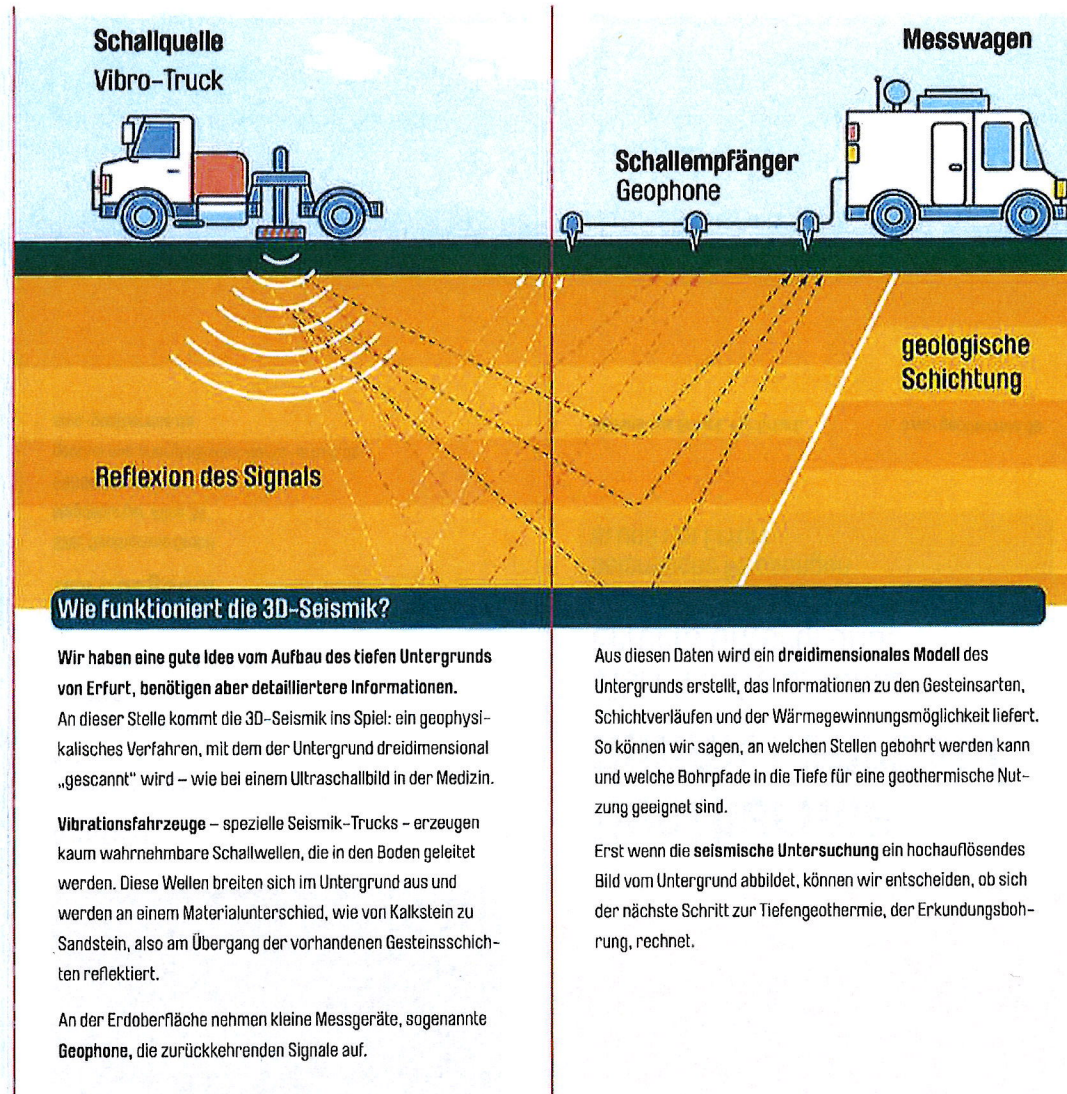 Schallquelle
Vibro-Truck
Messwagen
Schallempfänger
Geophone
geologische
Schichtung
Reflexion des Signals
Wie funktioniert die 3D-Seismik?
Wir haben eine gute Idee vom Aufbau des tiefen Untergrunds
von Erfurt, benötigen aber detailliertere Informationen.
An dieser Stelle kommt die 3D-Seismik ins Spiel: ein geophysi-
kalisches Verfahren, mit dem der Untergrund dreidimensional
„gescannt“ wird – wie bei einem Ultraschallbild in der Medizin.
Vibrationsfahrzeuge – spezielle Seismik-Trucks – erzeugen
kaum wahrnehmbare Schallwellen, die in den Boden geleitet
werden. Diese Wellen breiten sich im Untergrund aus und
werden an einem Materialunterschied, wie von Kalkstein zu
Sandstein, also am Übergang der vorhandenen Gesteinsschich-
ten reflektiert.
An der Erdoberfläche nehmen kleine Messgeräte, sogenannte
Geophone, die zurückkehrenden Signale auf.
Aus diesen Daten wird ein dreidimensionales Modell des
Untergrunds erstellt, das Informationen zu den Gesteinsarten,
Schichtverläufen und der Wärmegewinnungsmöglichkeit liefert.
So können wir sagen, an welchen Stellen gebohrt werden kann
und welche Bohrpfade in die Tiefe für eine geothermische Nut-
zung geeignet sind.
Erst wenn die seismische Untersuchung ein hochauflösendes
Bild vom Untergrund abbildet, können wir entscheiden, ob sich
der nächste Schritt zur Tiefengeothermie, der Erkundungsboh-
rung, rechnet.